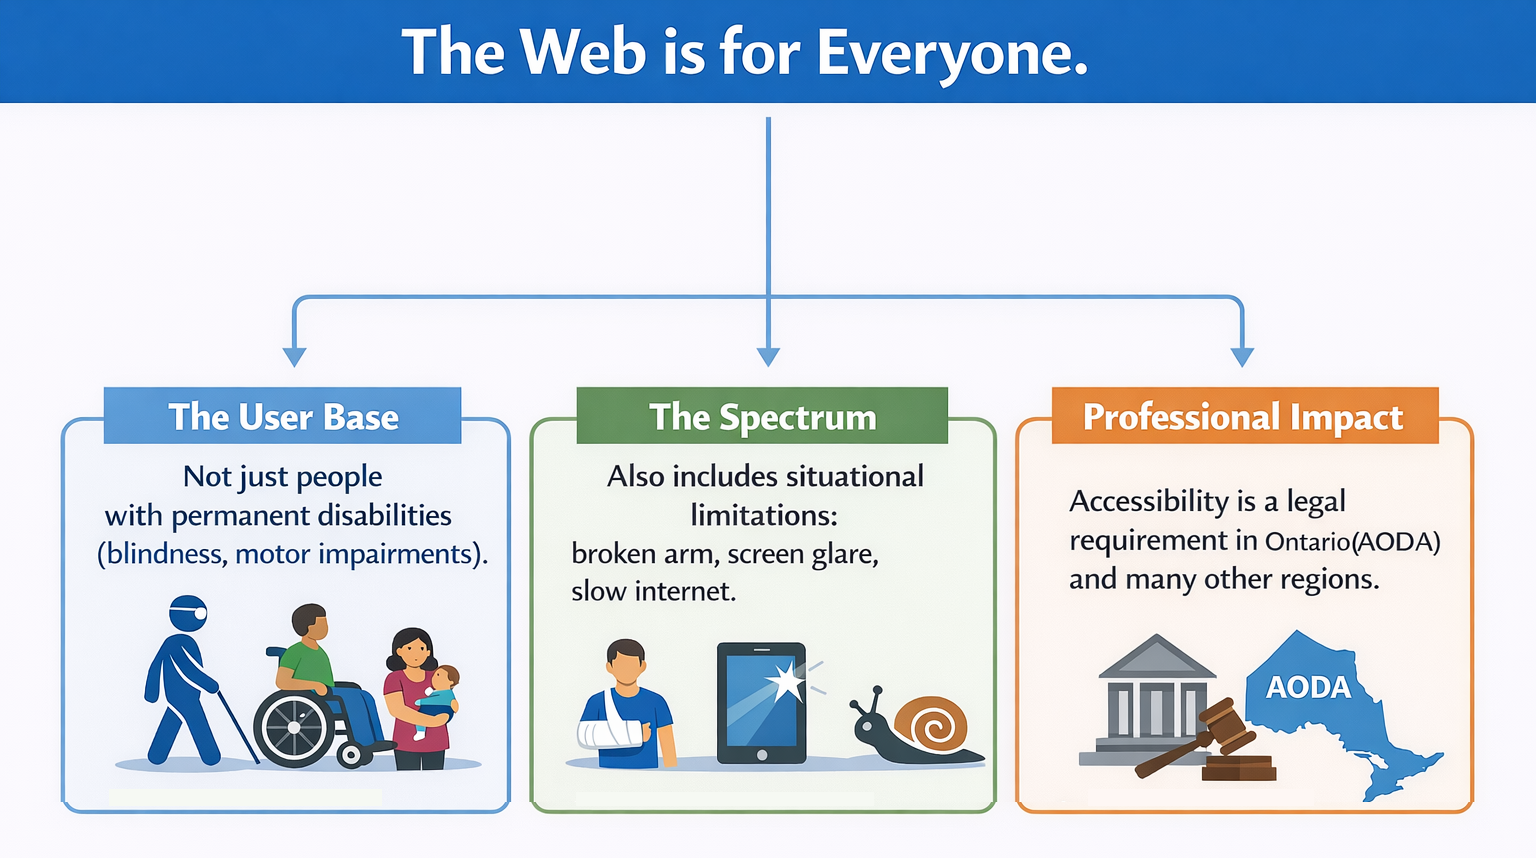 The Web is for Everyone.
The User Base
Not just people
with permanent disabilities
(blindness, motor impairments).
The Spectrum
Also includes situational
limitations:
broken arm, screen glare,
slow internet.
Professional Impact
Accessibility is a legal
requirement in Ontario(AODA)
and many other regions.
AODA